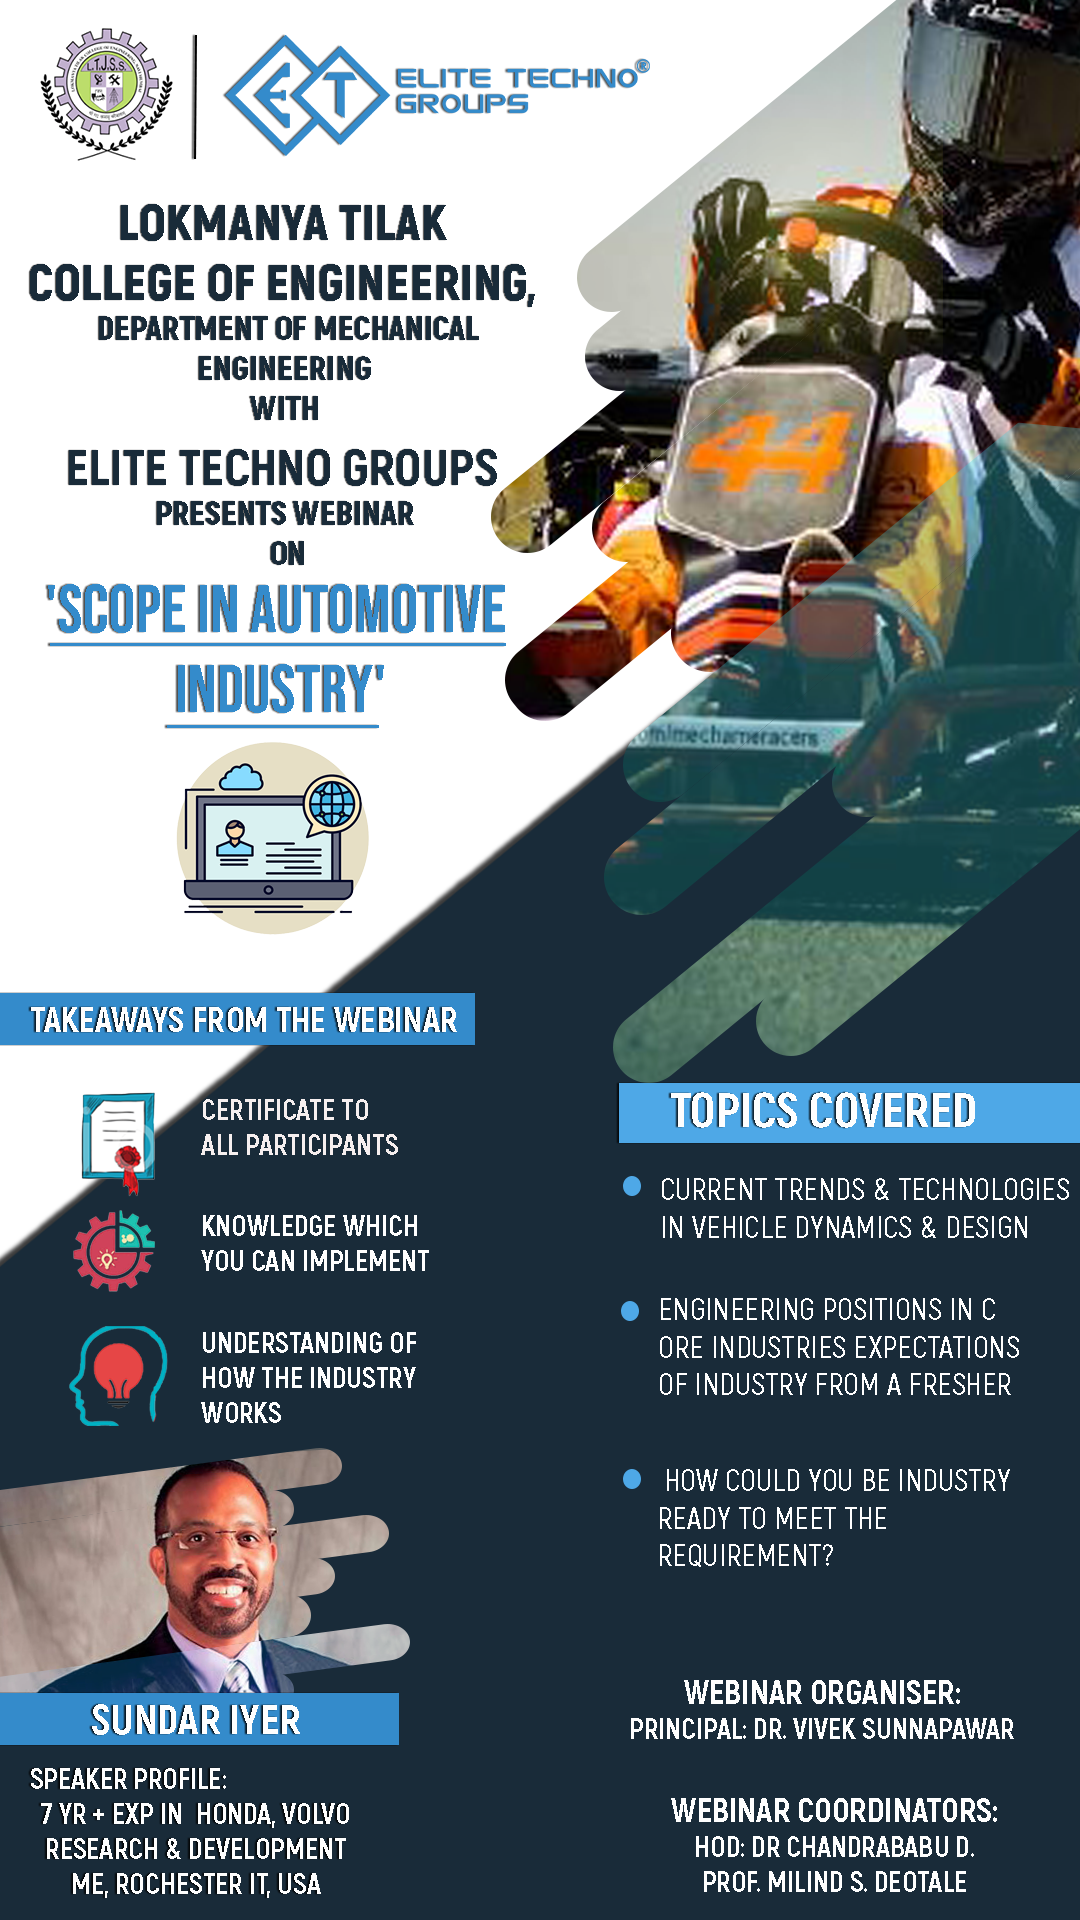 L.T.J.S.S.
ET
ELITE TECHNO®
GROUPS
LOKMANYA TILAK
COLLEGE OF ENGINEERING,
DEPARTMENT OF MECHANICAL
ENGINEERING
WITH
ELITE TECHNO GROUPS
PRESENTS WEBINAR
ON
'SCOPE IN AUTOMOTIVE
INDUSTRY'
44
TAKEAWAYS FROM THE WEBINAR
CERTIFICATE TO
ALL PARTICIPANTS
KNOWLEDGE WHICH
YOU CAN IMPLEMENT
UNDERSTANDING OF
HOW THE INDUSTRY
WORKS
SUNDAR IYER
SPEAKER PROFILE:
7 YR + EXP IN HONDA, VOLVO
RESEARCH & DEVELOPMENT
ME, ROCHESTER IT, USA
TOPICS COVERED
CURRENT TRENDS & TECHNOLOGIES
IN VEHICLE DYNAMICS & DESIGN
ENGINEERING POSITIONS IN C
ORE INDUSTRIES EXPECTATIONS
OF INDUSTRY FROM A FRESHER
HOW COULD YOU BE INDUSTRY
READY TO MEET THE
REQUIREMENT?
WEBINAR ORGANISER:
PRINCIPAL: DR. VIVEK SUNNAPAWAR
WEBINAR COORDINATORS:
HOD: DR CHANDRABABU D.
PROF. MILIND S. DEOTALE